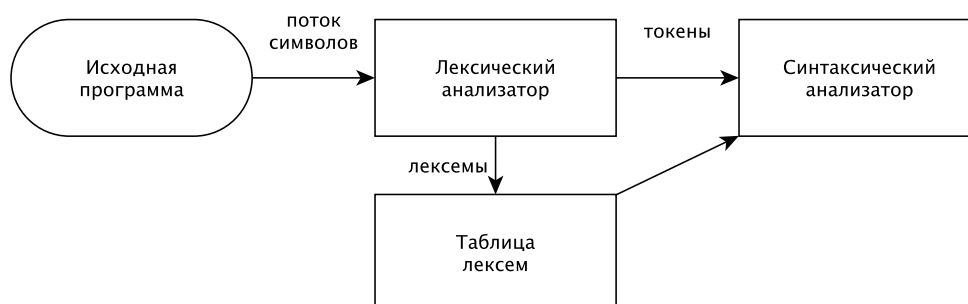 поток
символов
токены
Исходная
программа
Лексический
анализатор
Синтаксический
анализатор
лексемы
Таблица
лексем